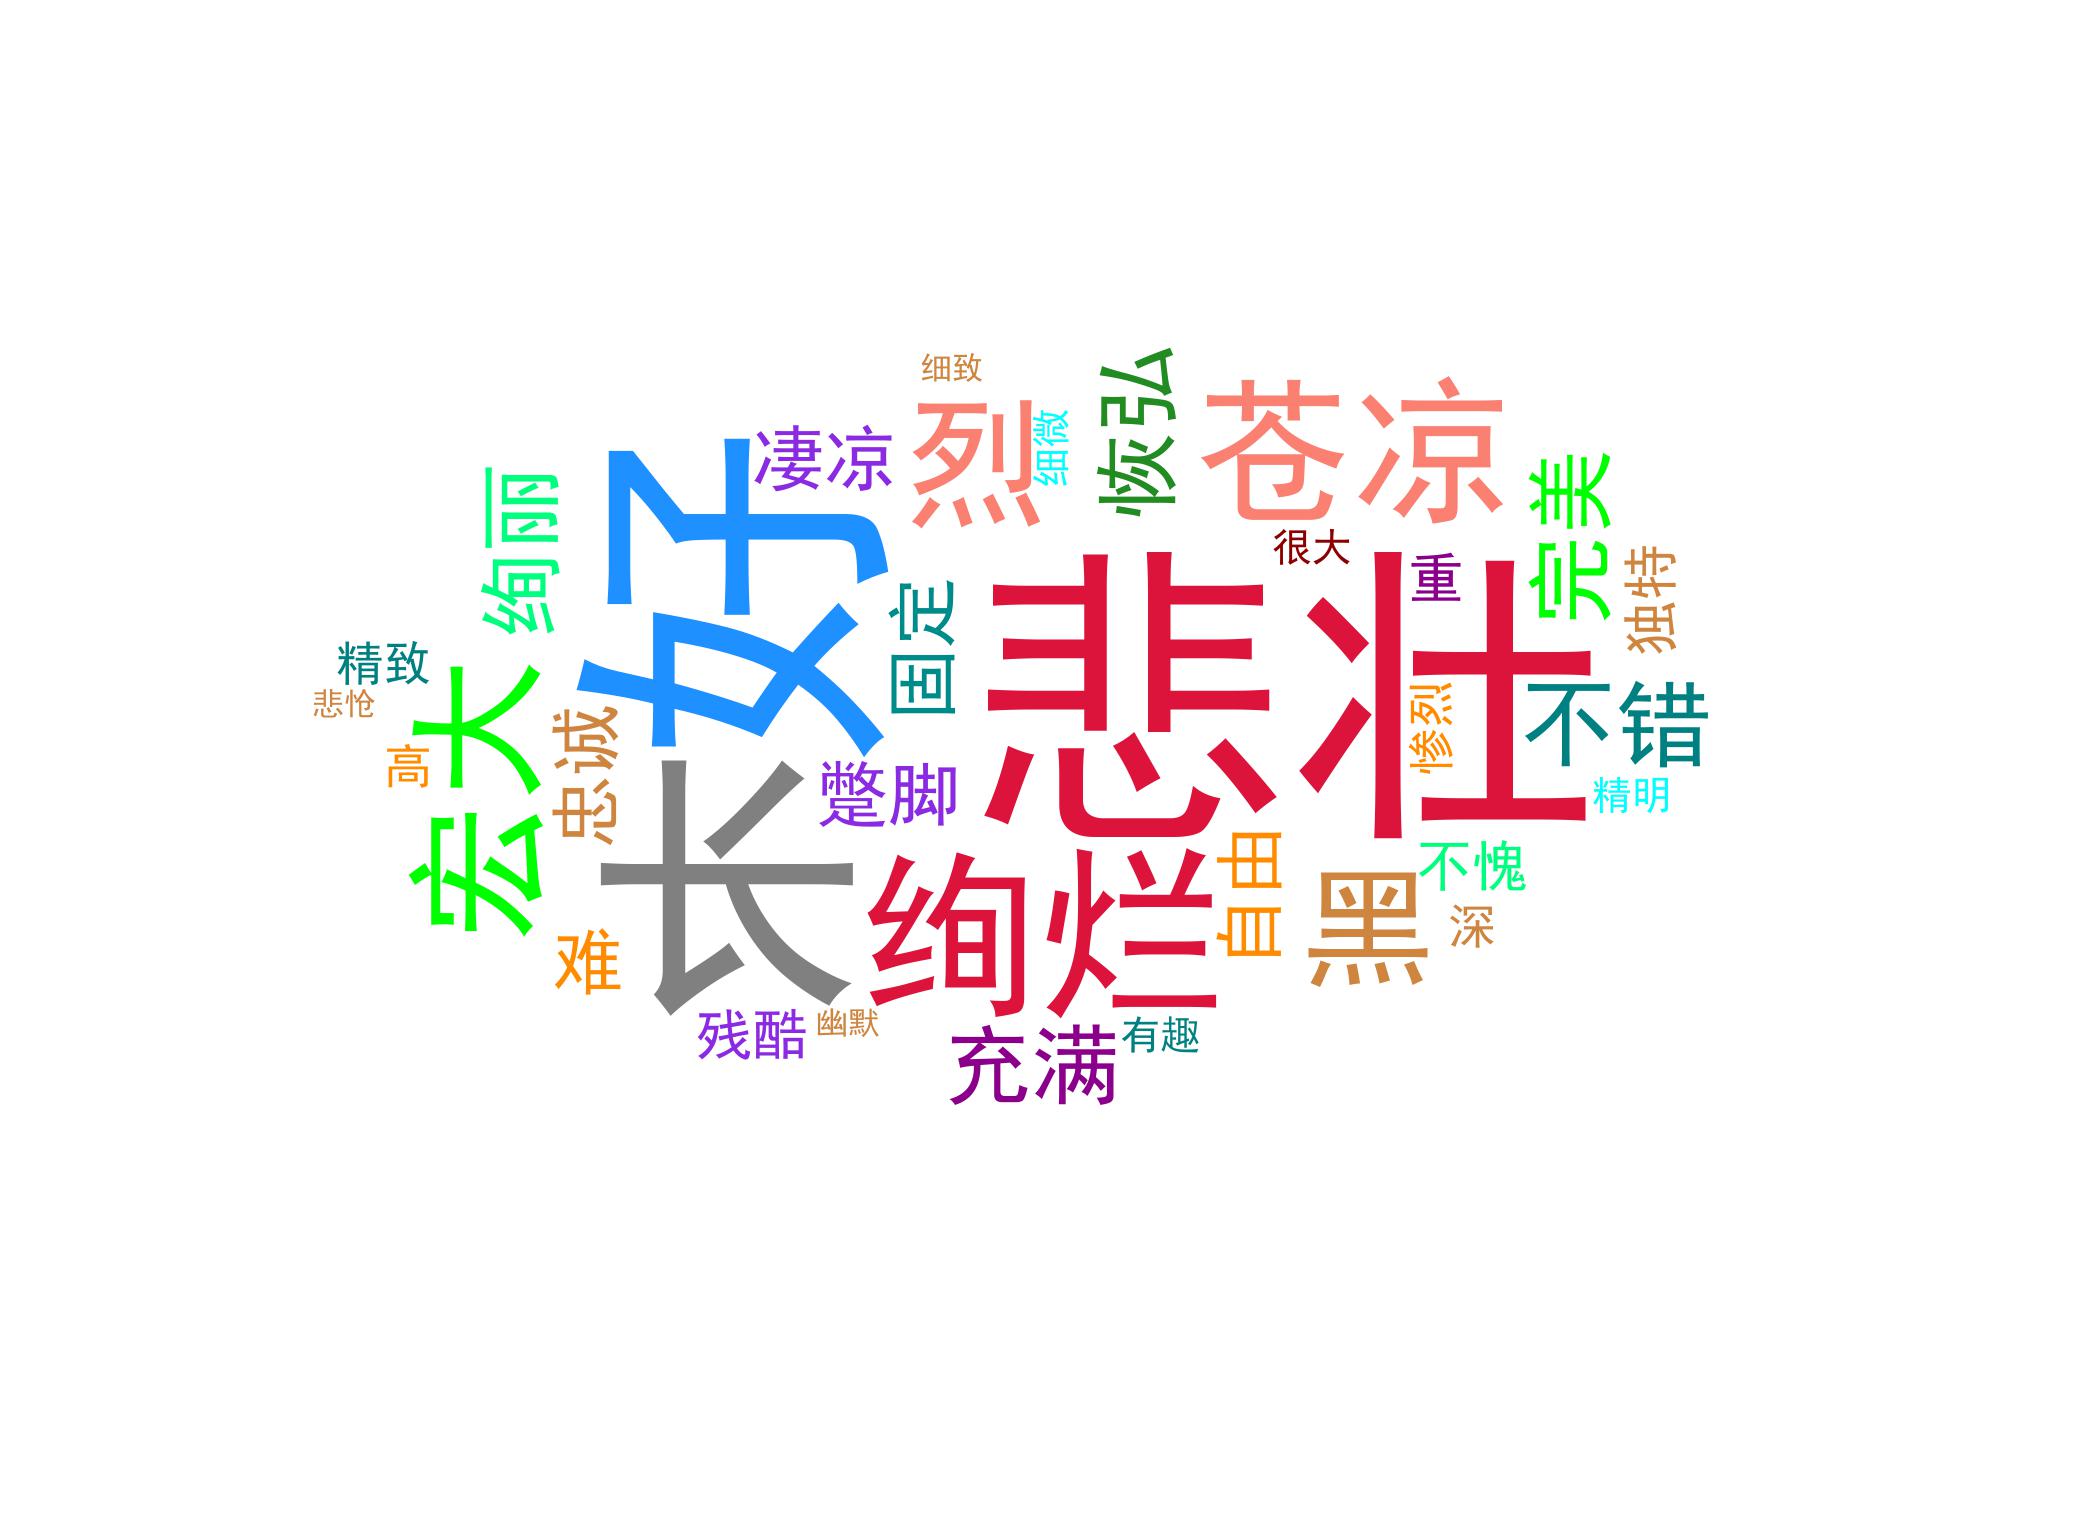 细致
恢弘
苍凉
烈
细微
凄凉
好
绚丽
完美
很大
独特
重
悲壮
固定
精致
宏大
悲怆
忠诚
惨烈
不错
高
长
蹩脚
精明
自由
不愧
绚烂
黑
深
难
残酷
幽默
充满
有趣